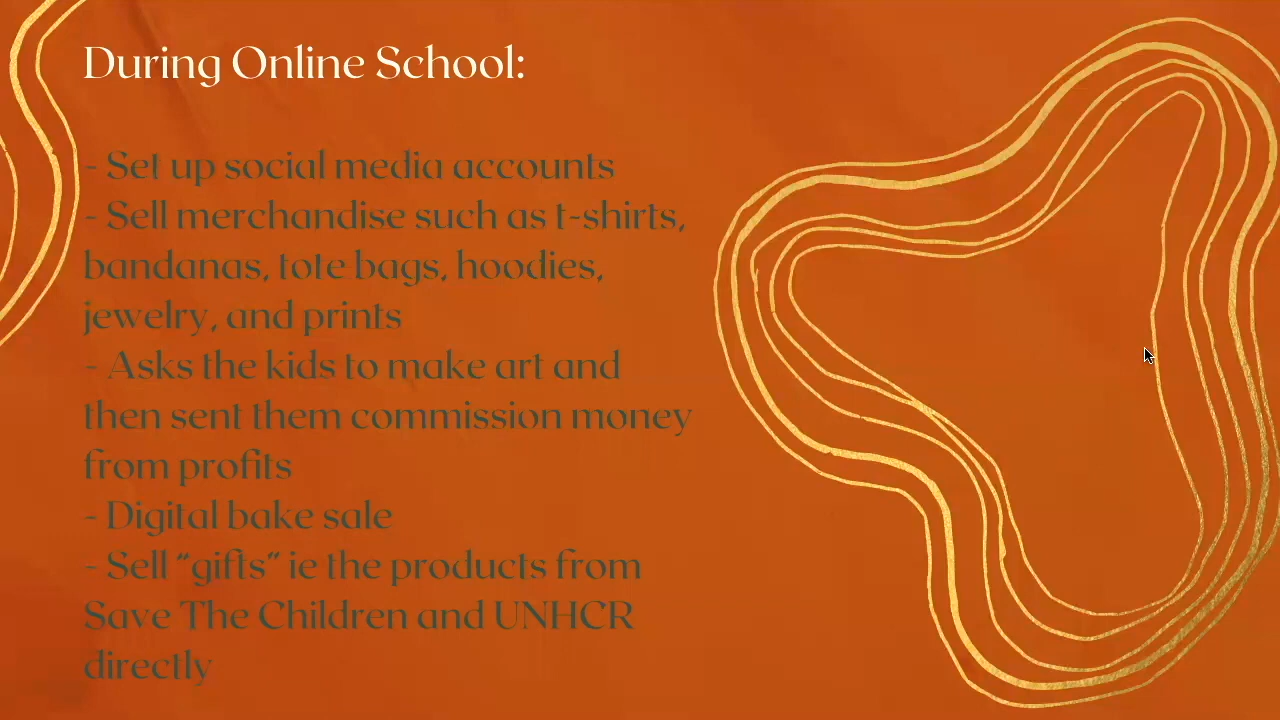 During Online School:
- Set up social media accounts
- Sell merchandise such as t-shirts,
bandanas, tote bags, hoodies,
jewelry, and prints
- Asks the kids to make art and
then sent them commission money
from profits
- Digital bake sale
- Sell “gifts” ie the products from
Save The Children and UNHCR
directly